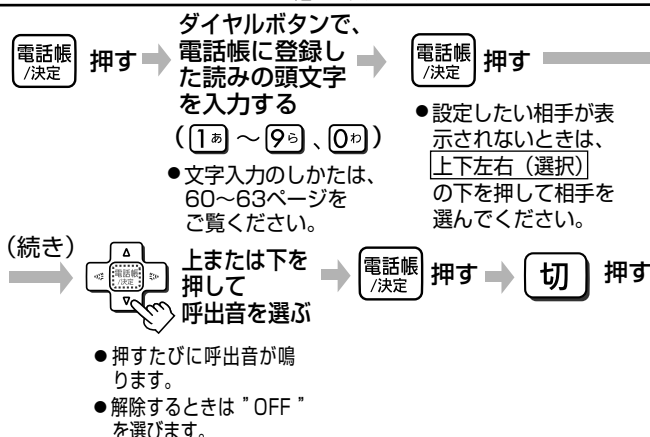 電話帳
/決定
押す
ダイヤルボタンで、
電話帳に登録し
た読みの頭文字
を入力する
(1あ~9ら、0わ)
●文字入力のしかたは、
60~63ページを
ご覧ください。
電話帳
/決定
押す
●設定したい相手が表
示されないときは、
上下左右(選択)
の下を押して相手を
選んでください。
(続き)
電話帳
/決定
上または下を
押して
呼出音を選ぶ
●押すたびに呼出音が鳴
ります。
●解除するときは"OFF"
を選びます。
電話帳
/決定
押す
切
押す